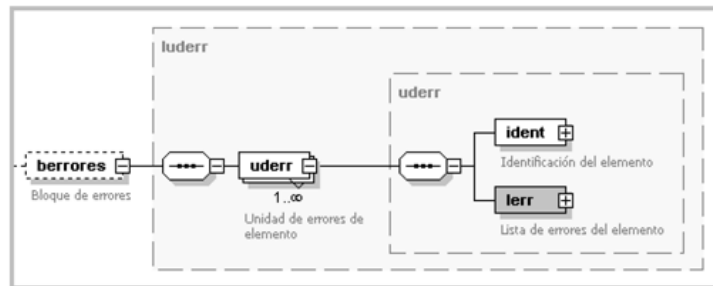 luderr
uderr
ident
Identificación del elemento
berrores
Bloque de errores
uderr
1..∞
Unidad de errores de
elemento
lerr
Lista de errores del elemento